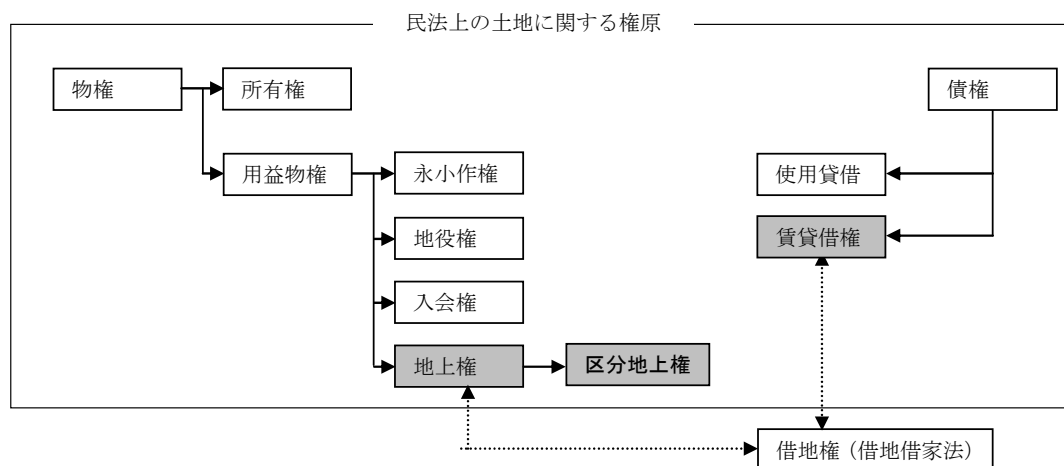 民法上の土地に関する権原
物権
所有権
債権
用益物権
永小作権
使用貸借
地役権
賃貸借権
入会権
地上権
区分地上権
借地権（借地借家法）